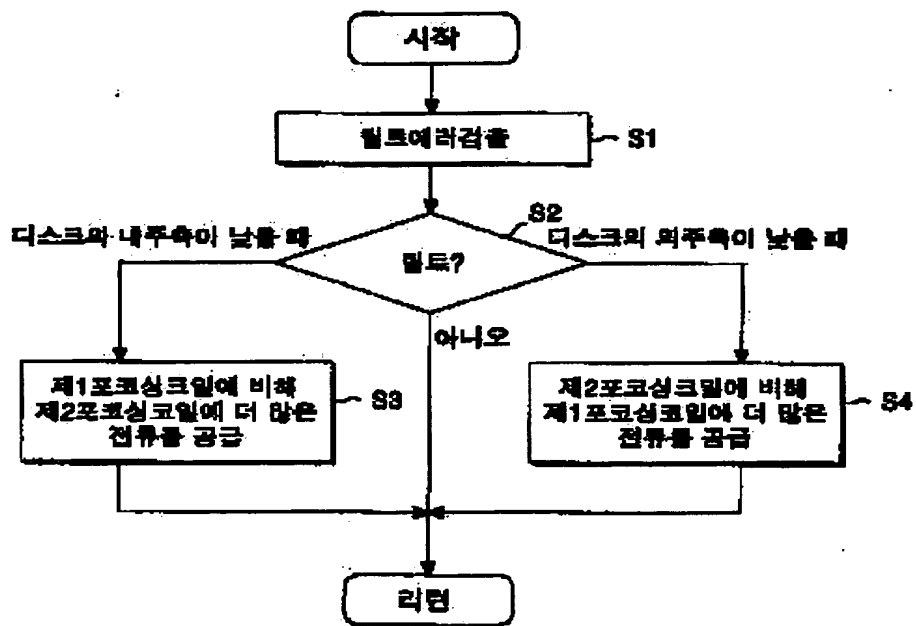 시작
틸트에러검출
S1
S2
디스크의 내주측이 낮을 때
디스크의 외주측이 낮을 때
틸트?
아니오
제1포코싱코일에 비해
제2포코싱코일에 더 많은
전류를 공급
S3
제2포코싱코일에 비해
제1포코싱코일에 더 많은
전류를 공급
S4
리턴